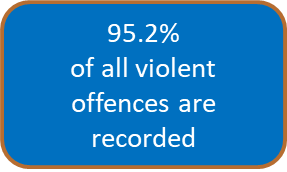 95.2%
of all violent
offences are
recorded